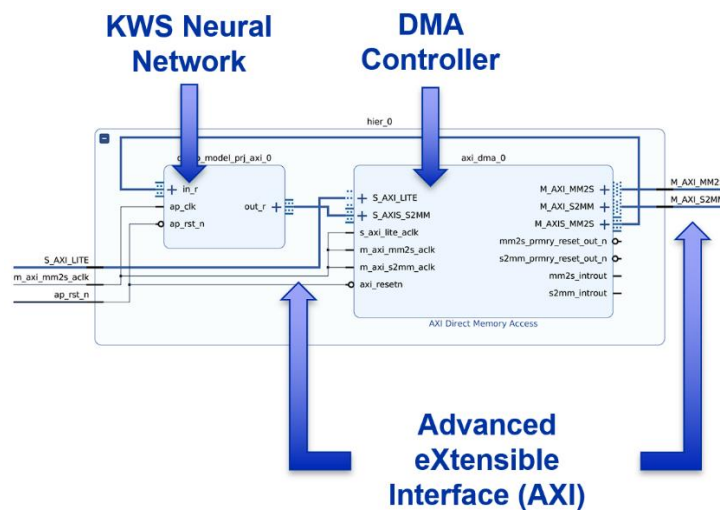 KWS Neural
Network
DMA
Controller
hier_0
axi_dma_0
in_r
out_r
ap_clk
ap_rst_n
S_AXI_LITE
S_AXIS_S2MM
s_axi_lite_aclk
m_axi_mm2s_aclk
m_axi_s2mm_aclk
axi_resetn
M_AXI_MM2S
M_AXI_S2MM
M_AXIS_MM2S
mm2s_prmry_reset_out_n
s2mm_prmry_reset_out_n
mm2s_introut
s2mm_introut
AXI Direct Memory Access
M_AXI_MM2S
M_AXI_S2MM
S_AXI_LITE
m_axi_mm2s_aclk
ap_rst_n
Advanced
eXtensible
Interface (AXI)